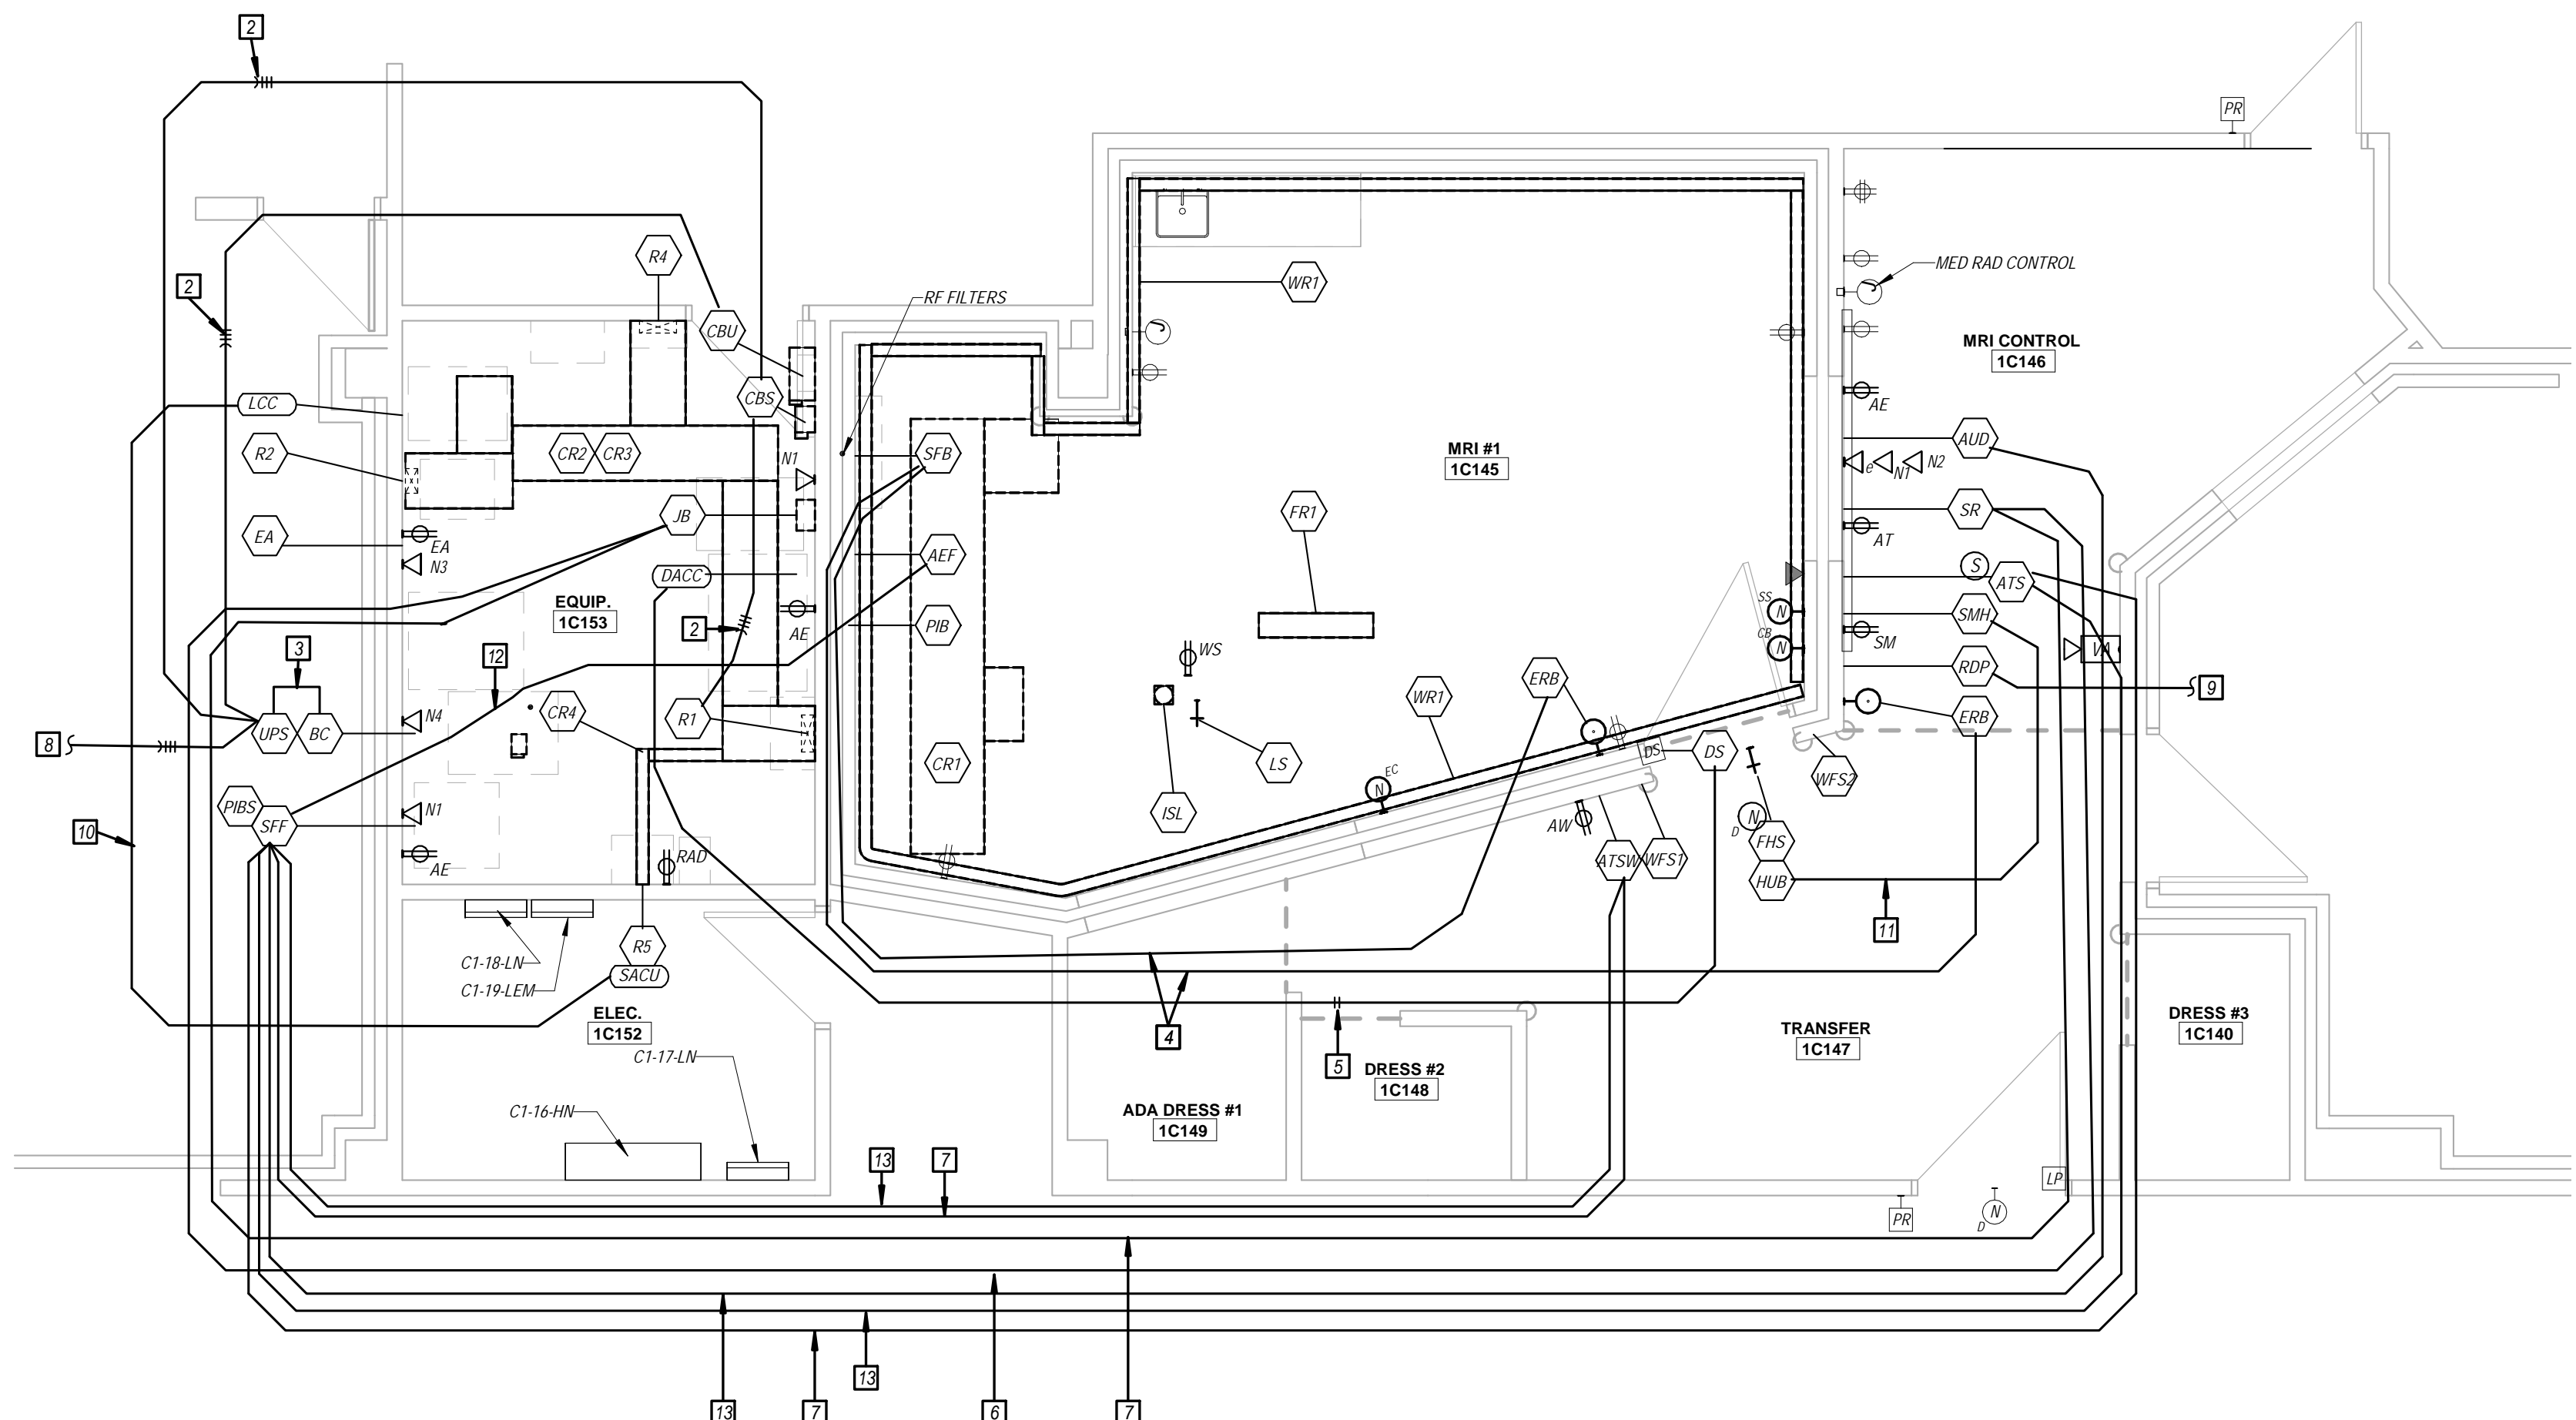 2
PR
R4
2
MED RAD CONTROL
RF FILTERS
WR1
CBU
MRI CONTROL
1C146
CBS
LCC
AE
AUD
R2
CR2
CR3
N1
SFB
MRI #1
1C145
e
N1
N2
JB
FR1
SR
EA
EA
AT
N3
AEF
S
ATS
DACC
EQUIP.
1C153
2
AE
PIB
SS
N
CB
N
SMH
SM
VA
3
12
WS
RDP
9
ERB
WR1
CR4
R1
N4
UPS
BC
8
ERB
DS
DS
LS
CR1
WFS2
EC
N
PIBS
SFF
N1
ISL
AW
N
D
FHS
10
AE
RAD
ATSW
WFS1
HUB
11
R5
C1-18-LN
SACU
C1-19-LEM
ELEC.
1C152
4
5
C1-17-LN
TRANSFER
1C147
DRESS #3
1C140
DRESS #2
1C148
C1-16-HN
ADA DRESS #1
1C149
13
7
LP
PR
N
D
13
13
7
6
7